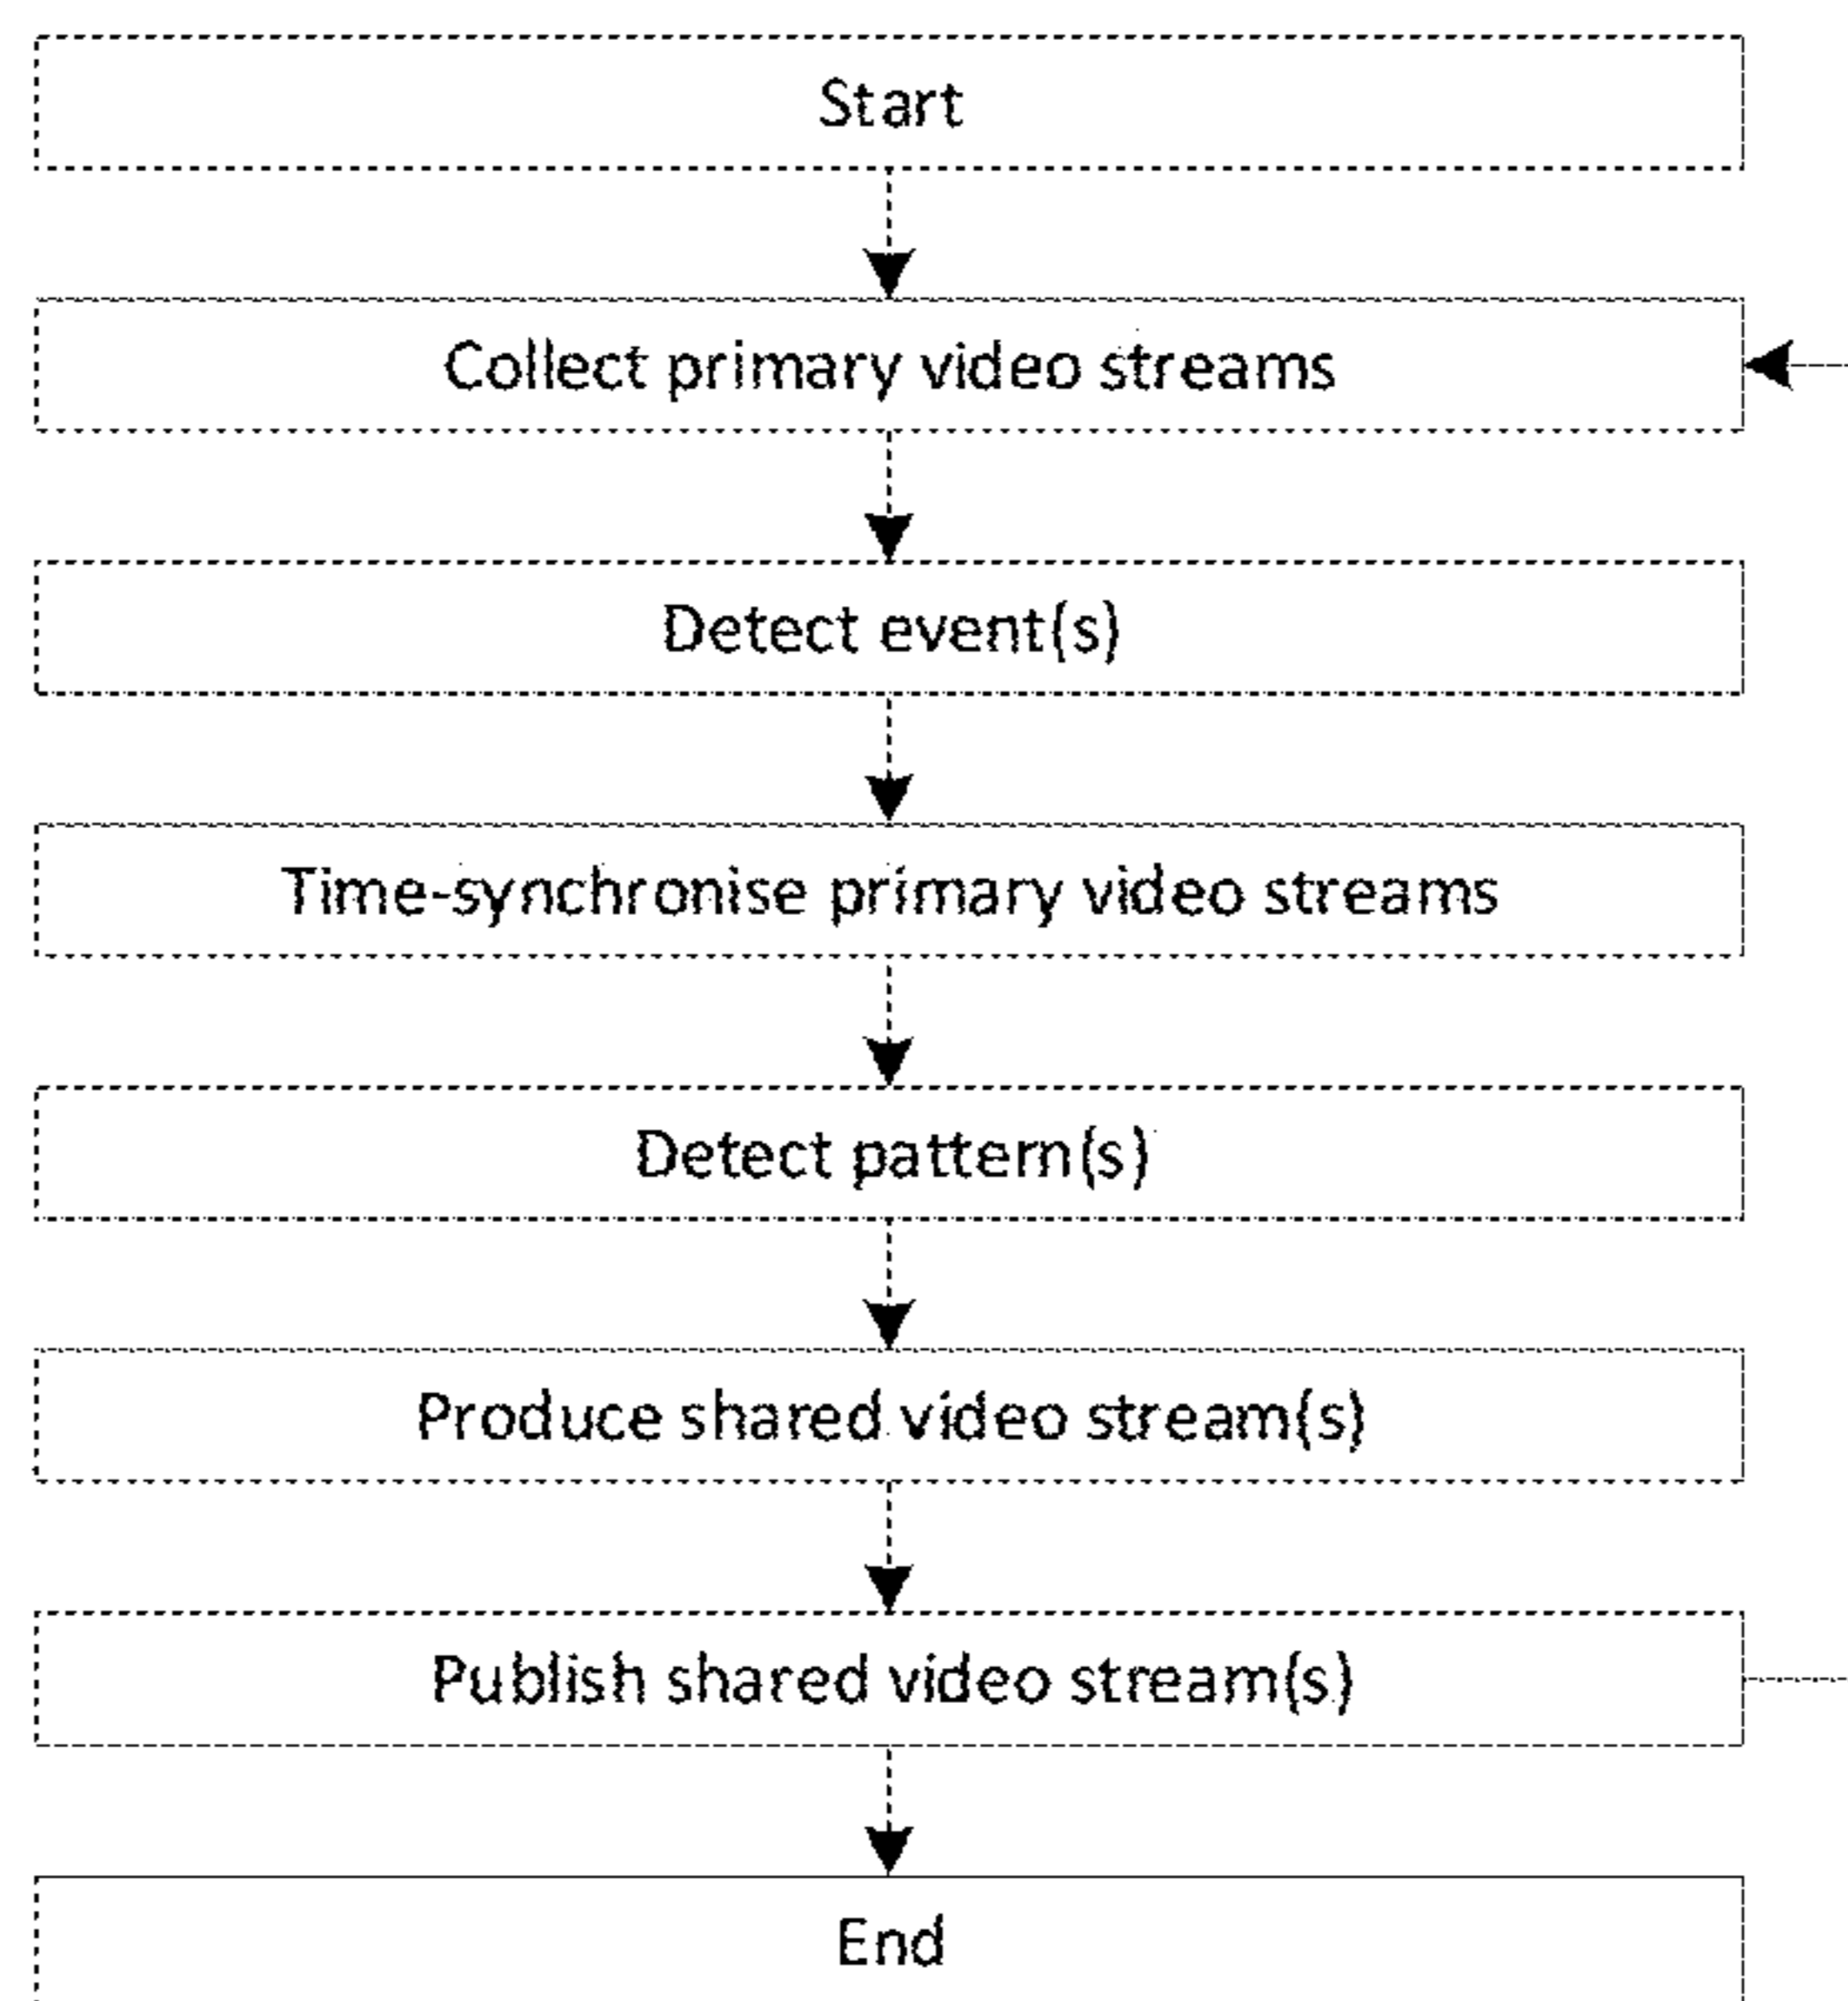 Start
Collect primary video streams
Detect event(s)
Time-synchronise primary video streams
Detect pattern(s)
Produce shared video stream(s)
Publish shared video stream(s)
End